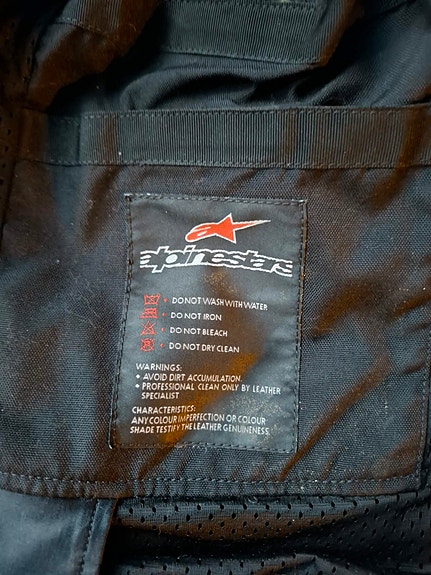 alpinestars
DO NOT WASH WITH WATER
DO NOT IRON
DO NOT BLEACH
DO NOT DRY CLEAN
WARNINGS:
• AVOID DIRT ACCUMULATION.
• PROFESSIONAL CLEAN ONLY BY LEATHER
SPECIALIST
CHARACTERISTICS:
ANY COLOUR IMPERFECTION OR COLOUR
SHADE TESTIFY THE LEATHER GENUINENESS.